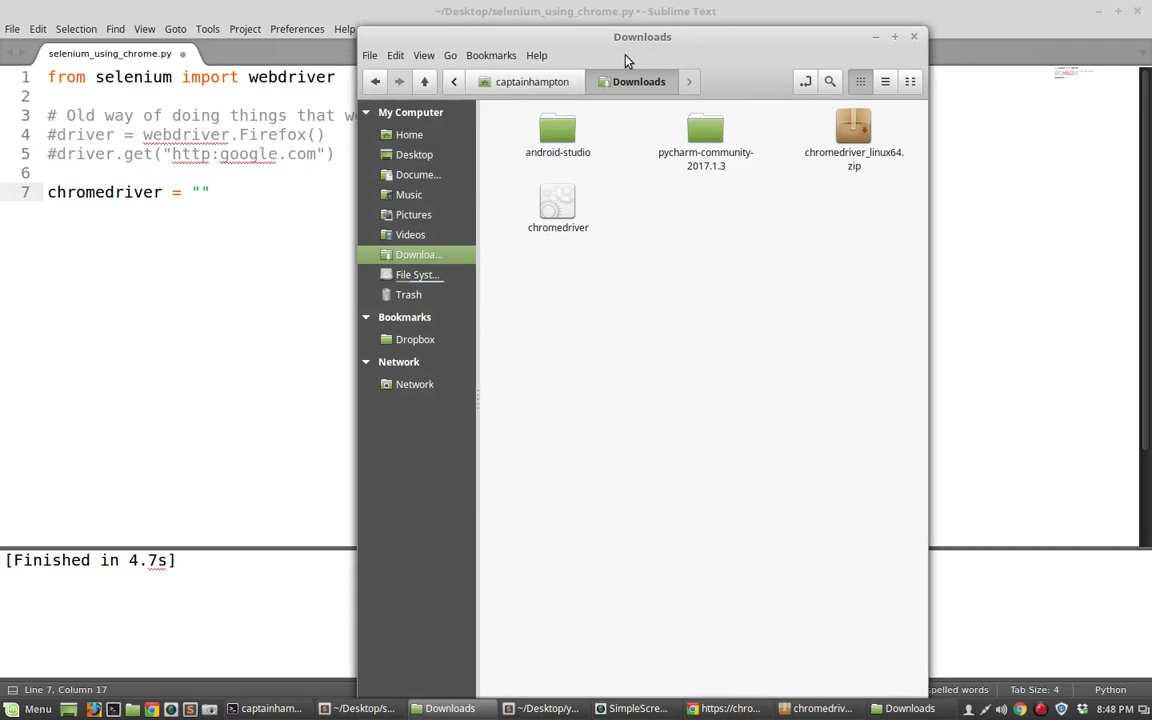 ~/Desktop/selenium_using_chrome.py • - Sublime Text
File Edit Selection Find View Goto Tools Project Preferences Help
selenium_using_chrome.py
1 from selenium import webdriver
2
3 # Old way of doing things that we
4 #driver = webdriver.Firefox()
5 #driver.get("http:google.com")
6
7 chromedriver = ""
Downloads
File Edit View Go Bookmarks Help
captainhampton Downloads
My Computer
Home
Desktop
Docume...
Music
Pictures
Videos
Downloa...
File Syst...
Trash
Bookmarks
Dropbox
Network
Network
android-studio
pycharm-community-
2017.1.3
chromedriver_linux64.
zip
chromedriver
[Finished in 4.7s]
Line 7, Column 17
spelled words
Tab Size: 4
Python
Menu captainham... ~/Desktop/s... Downloads ~/Desktop/y... SimpleScre... https://chro... chromedriv... Downloads 8:48 PM